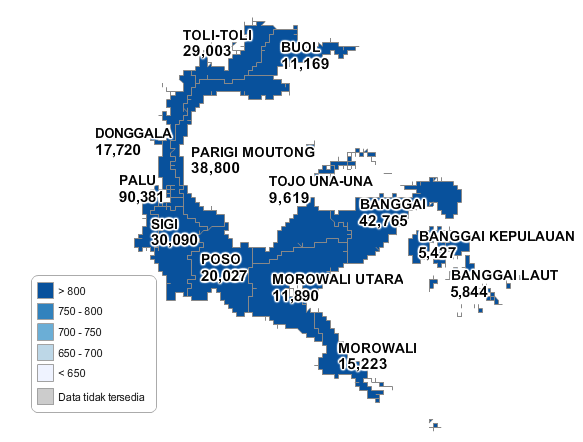 TOLI-TOLI
29,003
BUOL
11,169
DONGGALA
17,720
PARIGI MOUTONG
38,800
PALU
90,381
TOJO UNA-UNA
9,619
BANGGAI
42,765
SIGI
30,090
BANGGAI KEPULAUAN
5,427
POSO
20,027
MOROWALI UTARA
11,890
BANGGAI LAUT
5,844
MOROWALI
15,223
> 800
750 - 800
700 - 750
650 - 700
< 650
Data tidak tersedia